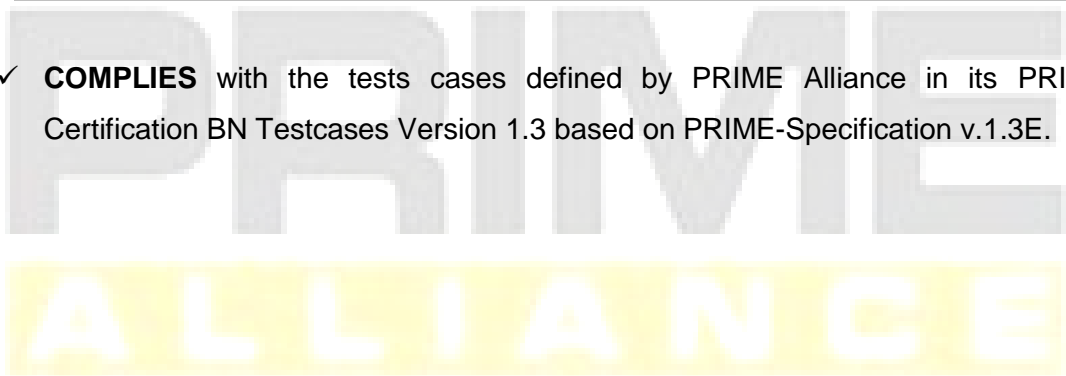 ✓ COMPLIES with the tests cases defined by PRIME Alliance in its PRI
Certification BN Testcases Version 1.3 based on PRIME-Specification v.1.3E.
PRIME
ALLIANCE